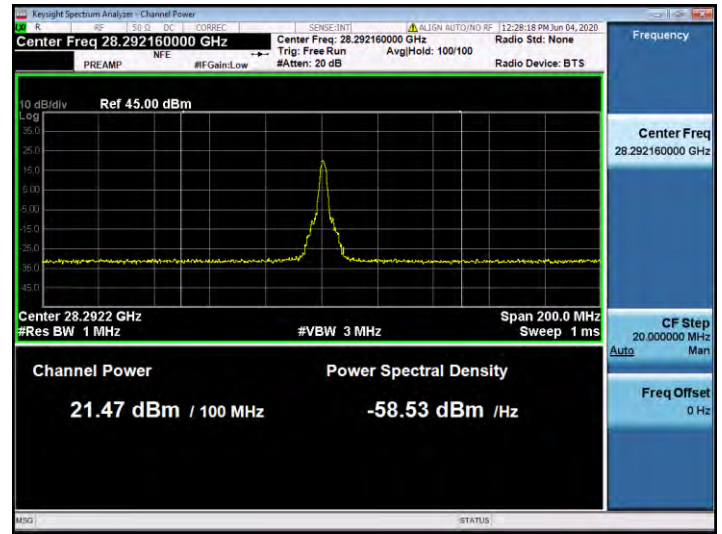 Keysight Spectrum Analyzer - Channel Power
R RF 50 Ω DC CORREC SENSE:INT ALIGN AUTO/NO RF 12:28:18 PM Jun 04, 2020
Center Freq 28.292160000 GHz
Center Freq: 28.292160000 GHz
Radio Std: None
NFE
Trig: Free Run
Avg|Hold: 100/100
PREAMP
#IFGain:Low
#Atten: 20 dB
Radio Device: BTS
10 dB/div
Ref 45.00 dBm
Log
35.0
25.0
15.0
5.00
-5.00
-15.0
-25.0
-35.0
-45.0
Center 28.2922 GHz
Span 200.0 MHz
#Res BW 1 MHz
#VBW 3 MHz
Sweep 1 ms
Channel Power
Power Spectral Density
21.47 dBm / 100 MHz
-58.53 dBm /Hz
Frequency
Center Freq
28.292160000 GHz
CF Step
20.000000 MHz
Auto Man
Freq Offset
0 Hz
MSG
STATUS